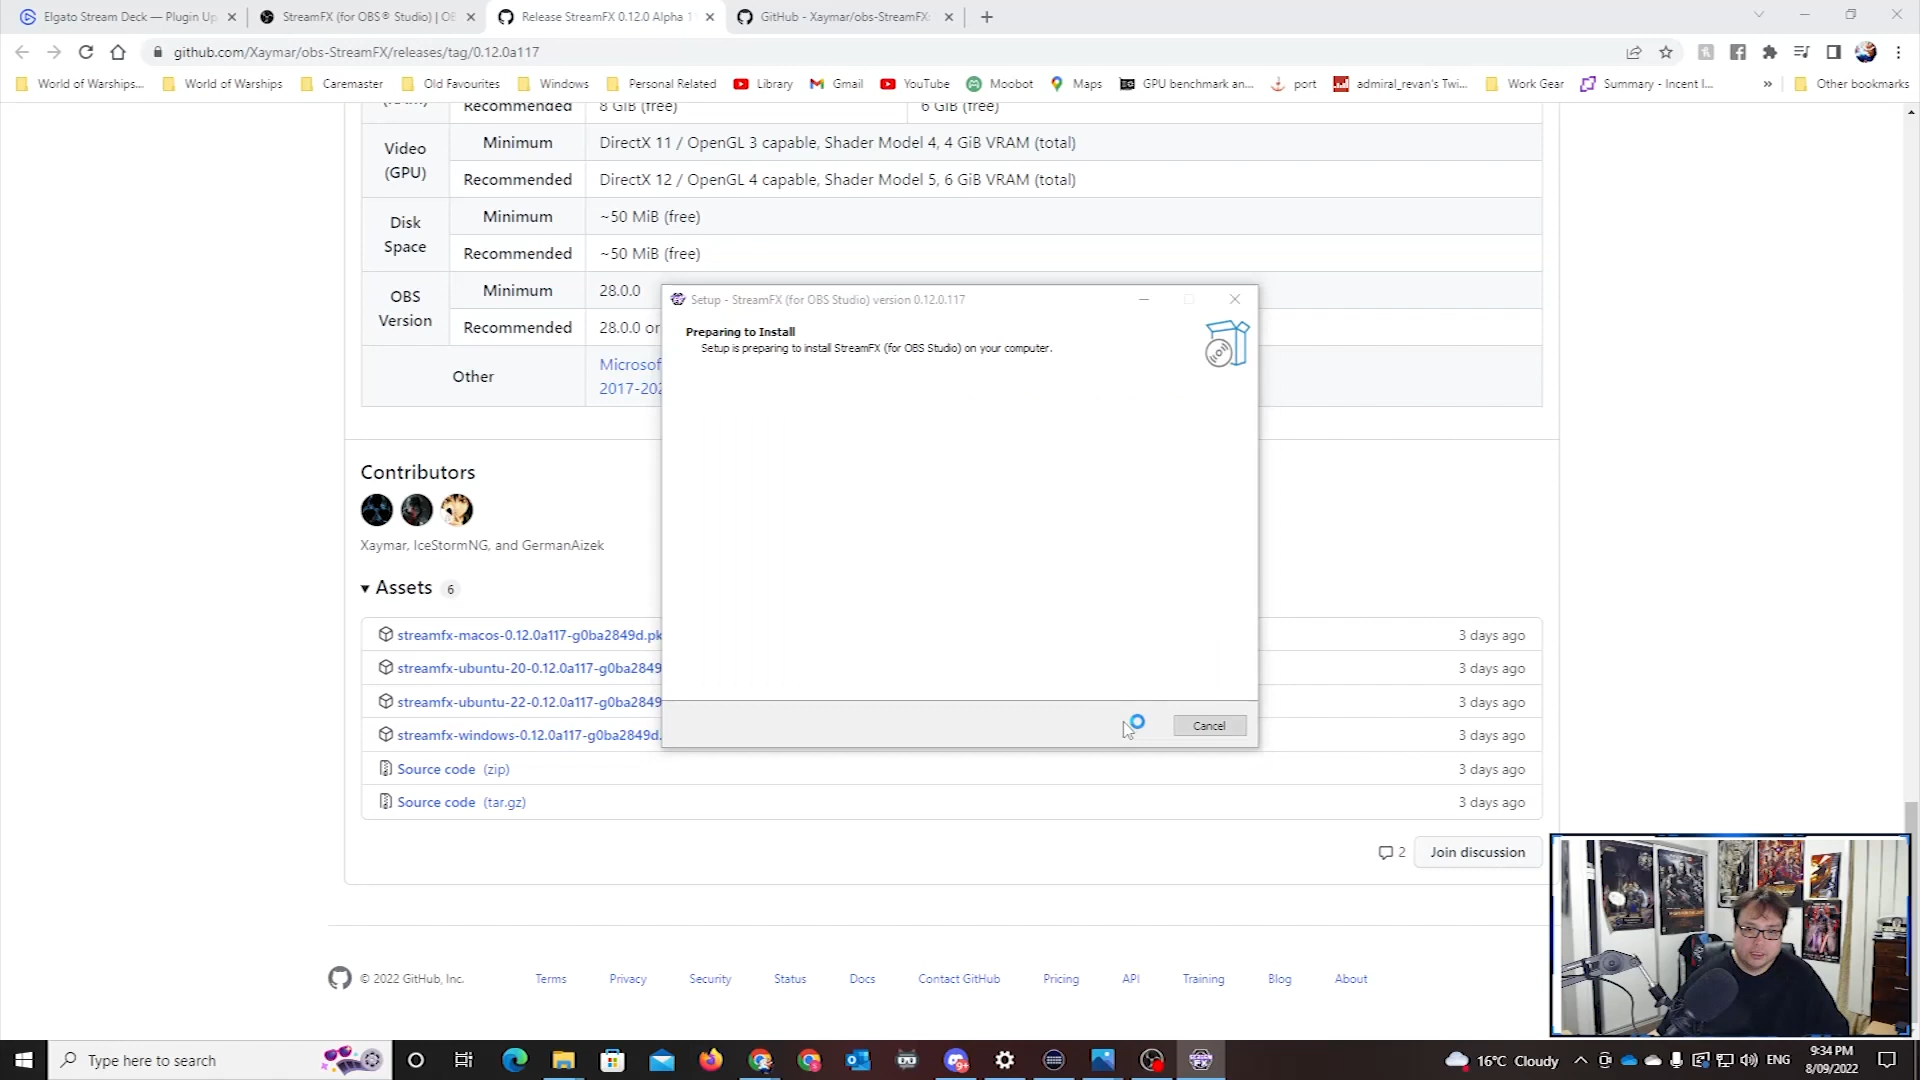 Elgato Stream Deck — Plugin Up
StreamFX (for OBS® Studio) | OB
Release StreamFX 0.12.0 Alpha 1
GitHub - Xaymar/obs-StreamFX:
github.com/Xaymar/obs-StreamFX/releases/tag/0.12.0a117
World of Warships...
World of Warships
Caremaster
Old Favourites
Windows
Personal Related
Library
Gmail
YouTube
Moobot
Maps
GPU benchmark an...
port
admiral_revan's Twi...
Work Gear
Summary - Incent I...
»
Other bookmarks
Recommended 8 GiB (free) 6 GiB (free)
Video
(GPU)
Minimum DirectX 11 / OpenGL 3 capable, Shader Model 4, 4 GiB VRAM (total)
Recommended DirectX 12 / OpenGL 4 capable, Shader Model 5, 6 GiB VRAM (total)
Disk
Space
Minimum ~50 MiB (free)
Recommended ~50 MiB (free)
OBS
Version
Minimum 28.0.0
Recommended 28.0.0 or
Other
Microsof
2017-202
Setup - StreamFX (for OBS Studio) version 0.12.0.117
Preparing to Install
Setup is preparing to install StreamFX (for OBS Studio) on your computer.
Cancel
Contributors
Xaymar, IceStormNG, and GermanAizek
Assets 6
streamfx-macos-0.12.0a117-g0ba2849d.pk 3 days ago
streamfx-ubuntu-20-0.12.0a117-g0ba2849 3 days ago
streamfx-ubuntu-22-0.12.0a117-g0ba2849 3 days ago
streamfx-windows-0.12.0a117-g0ba2849d. 3 days ago
Source code (zip) 3 days ago
Source code (tar.gz) 3 days ago
2
Join discussion
© 2022 GitHub, Inc.
Terms
Privacy
Security
Status
Docs
Contact GitHub
Pricing
API
Training
Blog
About
Type here to search
16°C Cloudy
ENG
9:34 PM
8/09/2022